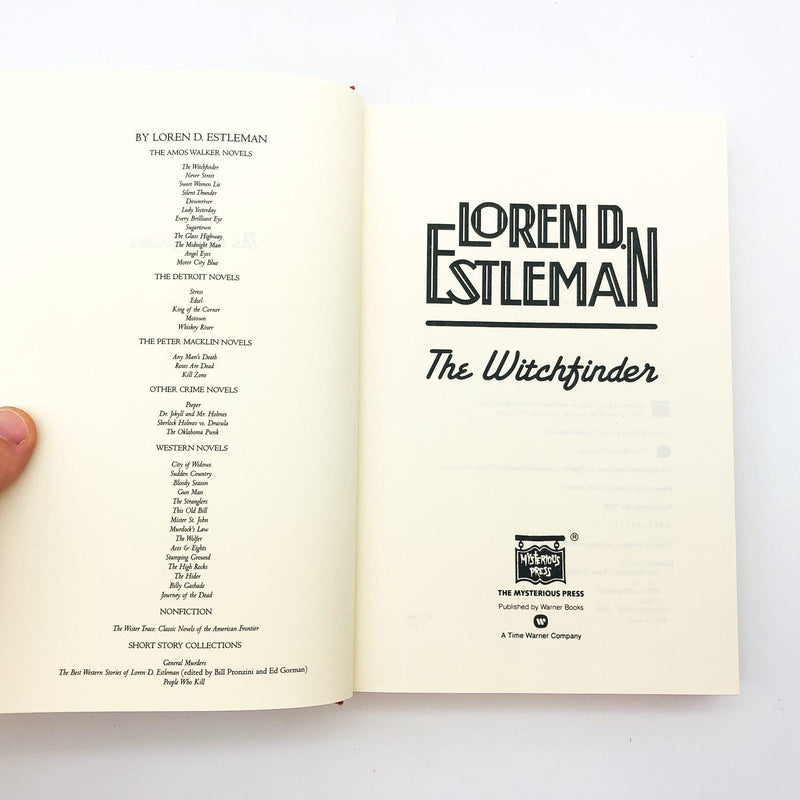 BY LOREN D. ESTLEMAN
THE AMOS WALKER NOVELS
The Witchfinder
Never Street
Sweet Women Lie
Silent Thunder
Downriver
Lady Yesterday
Every Brilliant Eye
Sugartown
The Glass Highway
The Midnight Man
Angel Eyes
Motor City Blue
THE DETROIT NOVELS
Stress
Edsel
King of the Corner
Motown
Whiskey River
THE PETER MACKLIN NOVELS
Any Man's Death
Roses Are Dead
Kill Zone
OTHER CRIME NOVELS
Peeper
Dr. Jekyll and Mr. Holmes
Sherlock Holmes vs. Dracula
The Oklahoma Punk
WESTERN NOVELS
City of Widows
Sudden Country
Bloody Season
Gun Man
The Stranglers
This Old Bill
Mister St. John
Murdock's Law
The Wolfer
Aces & Eights
Stamping Ground
The High Rocks
The Hider
Billy Gashade
Journey of the Dead
NONFICTION
The Wister Trace: Classic Novels of the American Frontier
SHORT STORY COLLECTIONS
General Murders
The Best Western Stories of Loren D. Estleman (edited by Bill Pronzini and Ed Gorman)
People Who Kill
LOREN D.
ESTLEMAN
The Witchfinder
MYSTERIOUS
PRESS
®
THE MYSTERIOUS PRESS
Published by Warner Books
A Time Warner Company